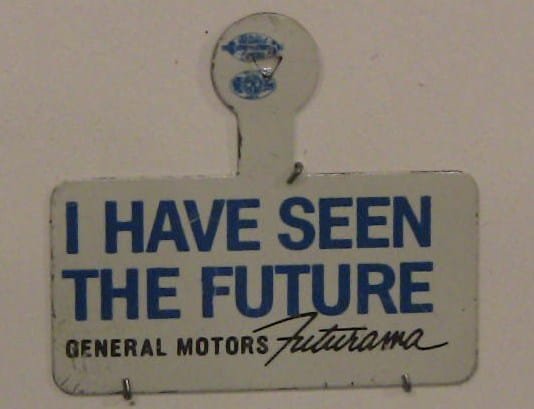 I HAVE SEEN
THE FUTURE
GENERAL MOTORS Futurama